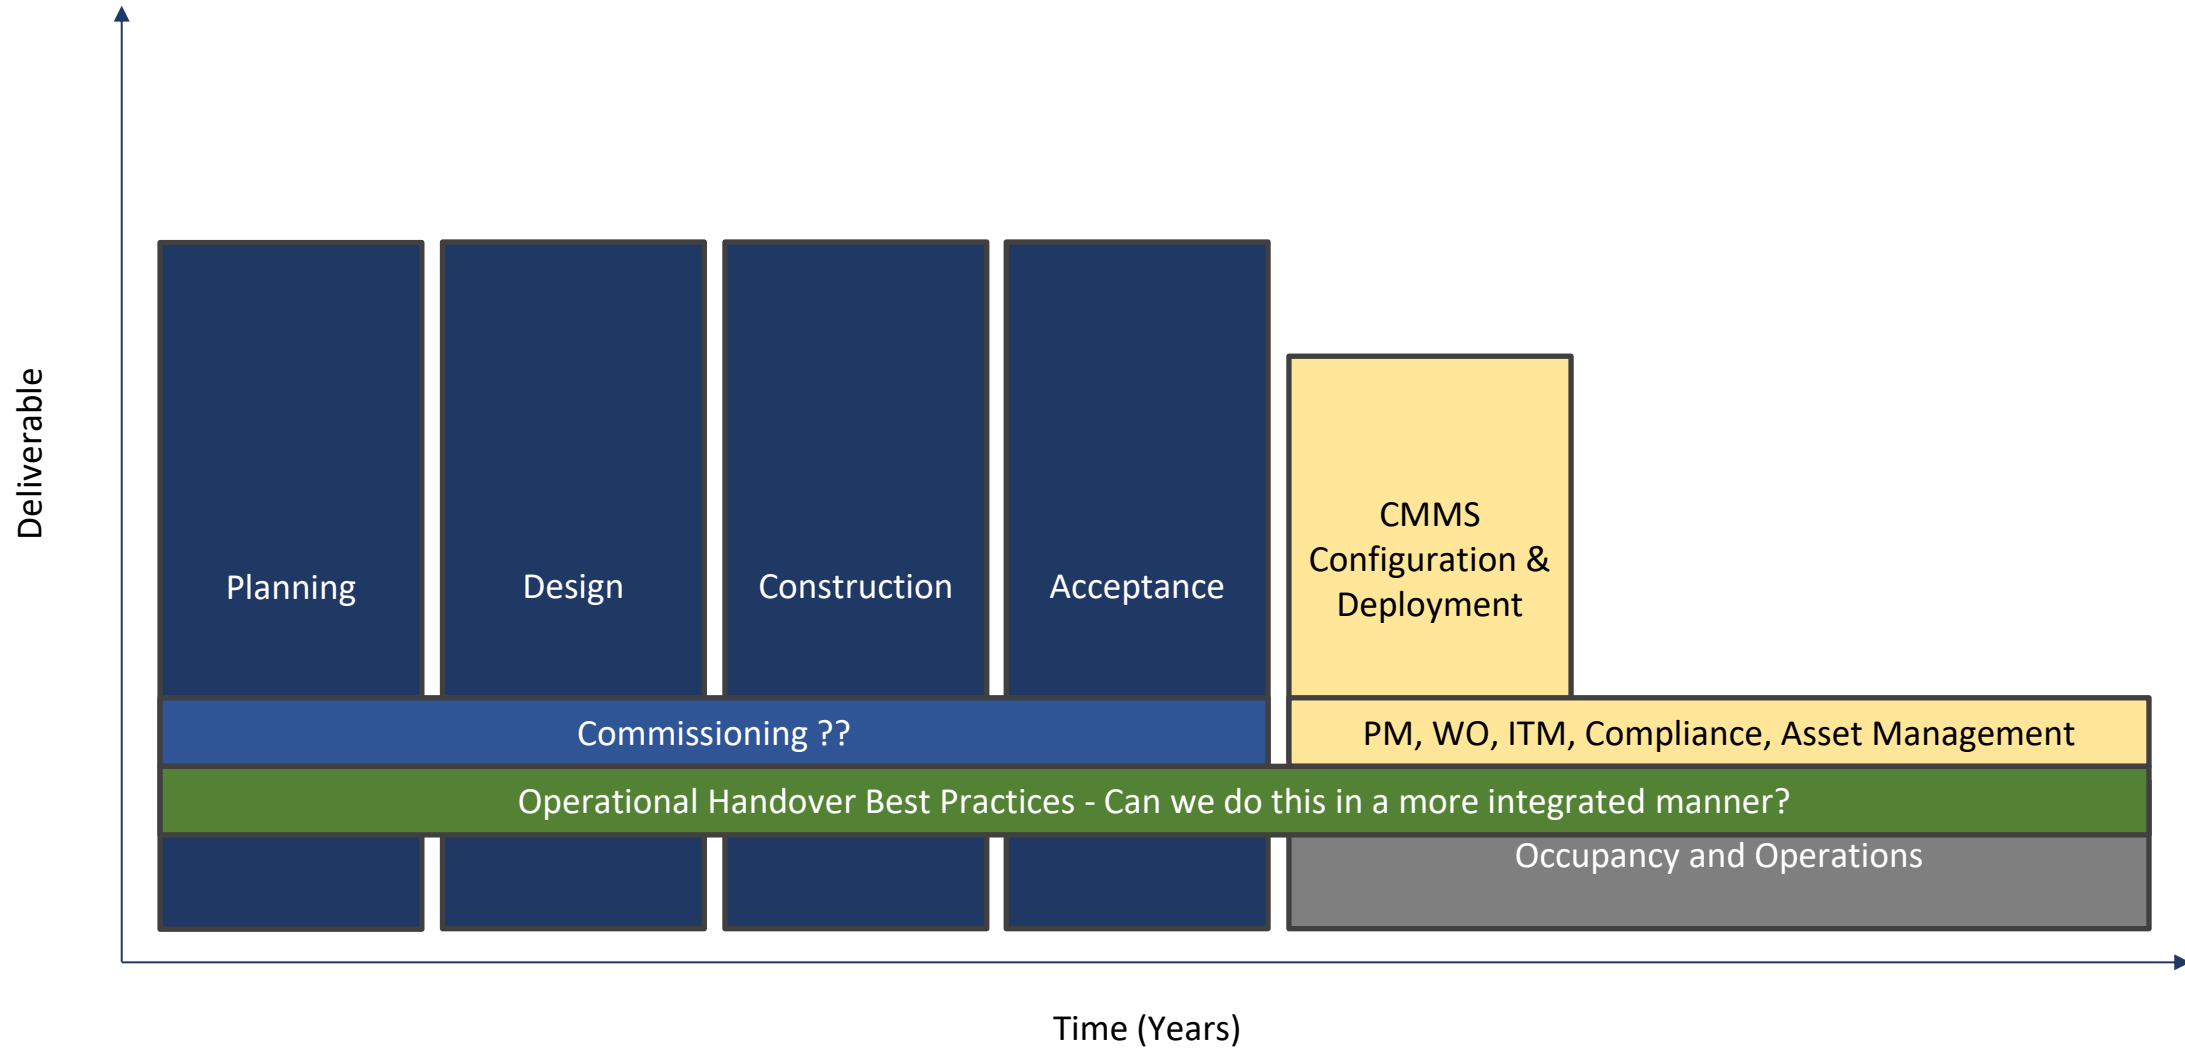 Deliverable
Planning
Design
Construction
Acceptance
CMMS
Configuration &
Deployment
Commissioning ??
PM, WO, ITM, Compliance, Asset Management
Operational Handover Best Practices - Can we do this in a more integrated manner?
Occupancy and Operations
Time (Years)